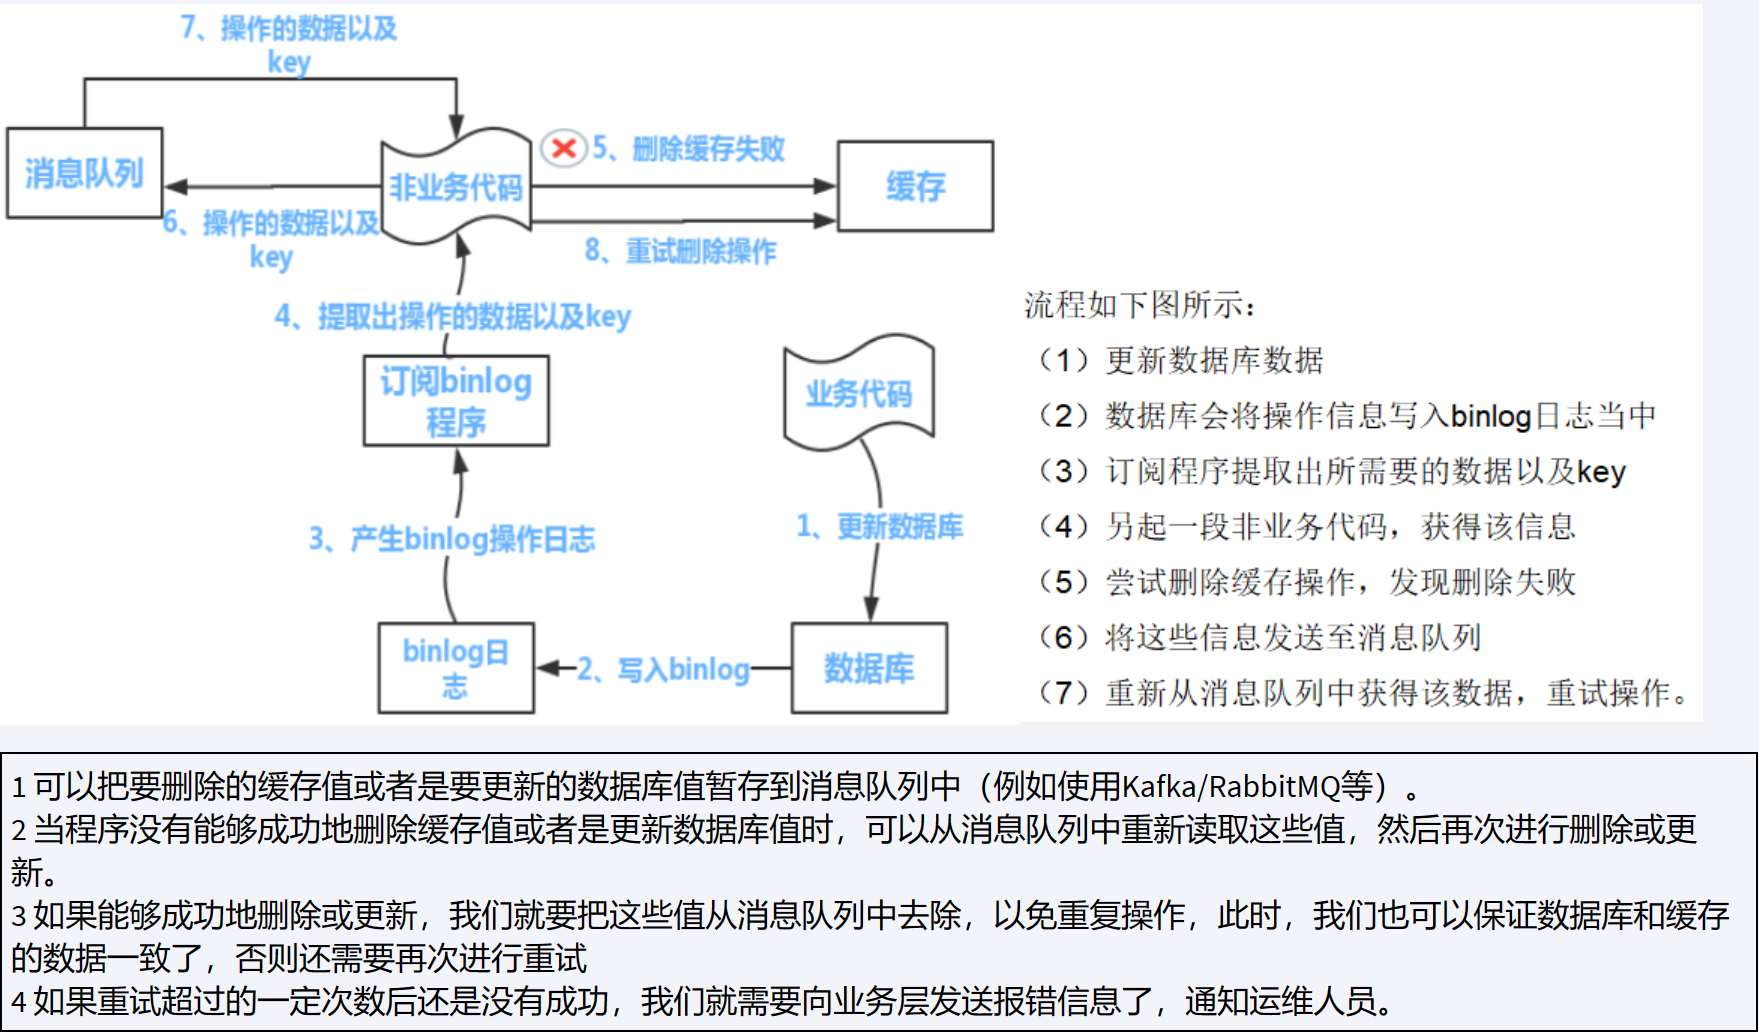 7、操作的数据以及
key
消息队列
非业务代码
5、删除缓存失败
缓存
6、操作的数据以及
key
8、重试删除操作
4、提取出操作的数据以及key
订阅binlog
程序
业务代码
3、产生binlog操作日志
1、更新数据库
binlog日
志
2、写入binlog
数据库
流程如下图所示：
（1）更新数据库数据
（2）数据库会将操作信息写入binlog日志当中
（3）订阅程序提取出所需要的数据以及key
（4）另起一段非业务代码，获得该信息
（5）尝试删除缓存操作，发现删除失败
（6）将这些信息发送至消息队列
（7）重新从消息队列中获得该数据，重试操作。
1 可以把要删除的缓存值或者是要更新的数据库值暂存到消息队列中（例如使用Kafka/RabbitMQ等）。
2 当程序没有能够成功地删除缓存值或者是更新数据库值时，可以从消息队列中重新读取这些值，然后再次进行删除或更
新。
3 如果能够成功地删除或更新，我们就要把这些值从消息队列中去除，以免重复操作，此时，我们也可以保证数据库和缓存
的数据一致了，否则还需要再次进行重试
4 如果重试超过的一定次数后还是没有成功，我们就需要向业务层发送报错信息了，通知运维人员。